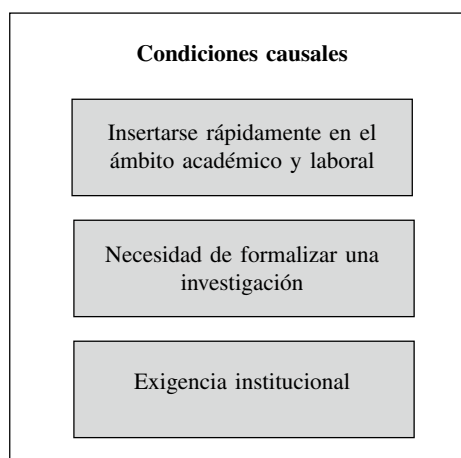 Condiciones causales
Insertarse rápidamente en el
ámbito académico y laboral
Necesidad de formalizar una
investigación
Exigencia institucional